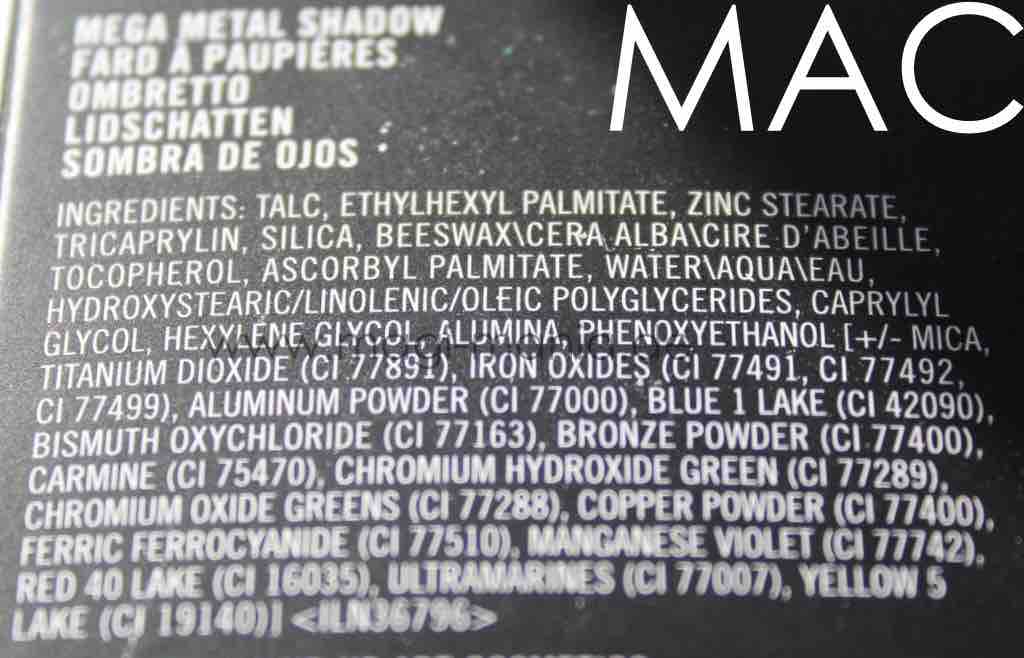 MAC
MEGA METAL SHADOW
FARD À PAUPIÈRES
OMBRETTO
LIDSCHATTEN
SOMBRA DE OJOS
INGREDIENTS: TALC, ETHYLHEXYL PALMITATE, ZINC STEARATE,
TRICAPRYLIN, SILICA, BEESWAX\CERA ALBA\CIRE D'ABEILLE,
TOCOPHEROL, ASCORBYL PALMITATE, WATER\AQUA\EAU,
HYDROXYSTEARIC/LINOLENIC/OLEIC POLYGLYCERIDES, CAPRYLYL
GLYCOL, HEXYLENE GLYCOL, ALUMINA, PHENOXYETHANOL [+/- MICA,
TITANIUM DIOXIDE (CI 77891), IRON OXIDES (CI 77491, CI 77492,
CI 77499), ALUMINUM POWDER (CI 77000), BLUE 1 LAKE (CI 42090),
BISMUTH OXYCHLORIDE (CI 77163), BRONZE POWDER (CI 77400),
CARMINE (CI 75470), CHROMIUM HYDROXIDE GREEN (CI 77289),
CHROMIUM OXIDE GREENS (CI 77288), COPPER POWDER (CI 77400),
FERRIC FERROCYANIDE (CI 77510), MANGANESE VIOLET (CI 77742),
RED 40 LAKE (CI 16035), ULTRAMARINES (CI 77007), YELLOW 5
LAKE (CI 19140)] <ILN36796>